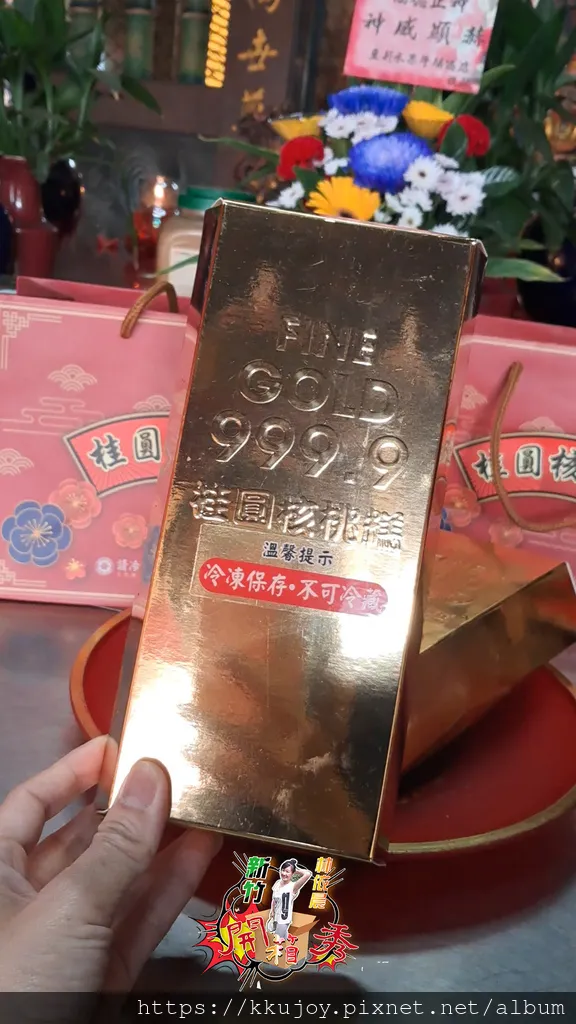 神威顯赫
FINE
GOLD
999.9
桂圓核桃糕
溫馨提示
冷凍保存·不可冷藏
桂圓
桂圓核
新竹
開箱秀
https://kkujoy.pixnet.net/album